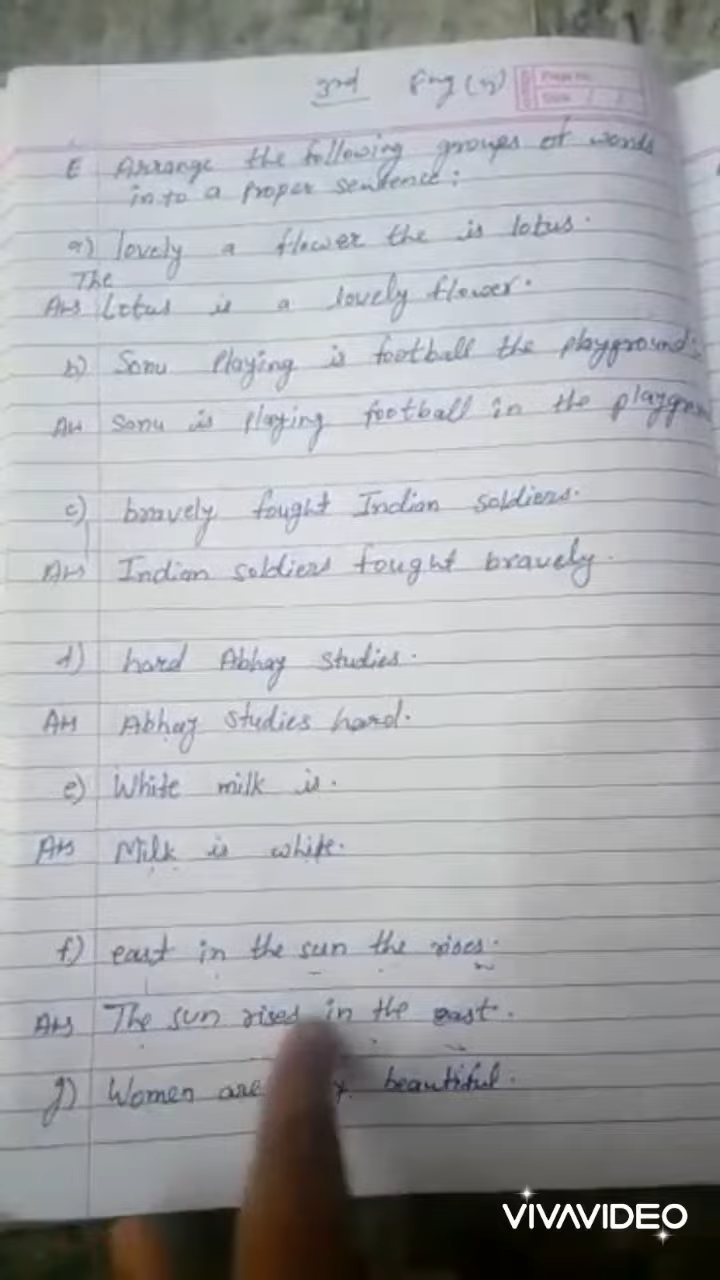 3rd Eng
E Arrange the following groups of words
in to a proper sentence:
a) lovely a flower the is lotus.
The
Ans Lotus is a lovely flower.
b) Sonu Playing is football the playground.
Ans Sonu is playing football in the
c) bravely fought Indian soldiers.
Ans Indian soldiers fought bravely.
d) hard Abhay studies.
Ans Abhay studies hard.
e) White milk is.
Ans Milk is white.
f) east in the sun the rises.
Ans The sun rises in the east.
g) Women are beautiful.
VIVAVIDEO